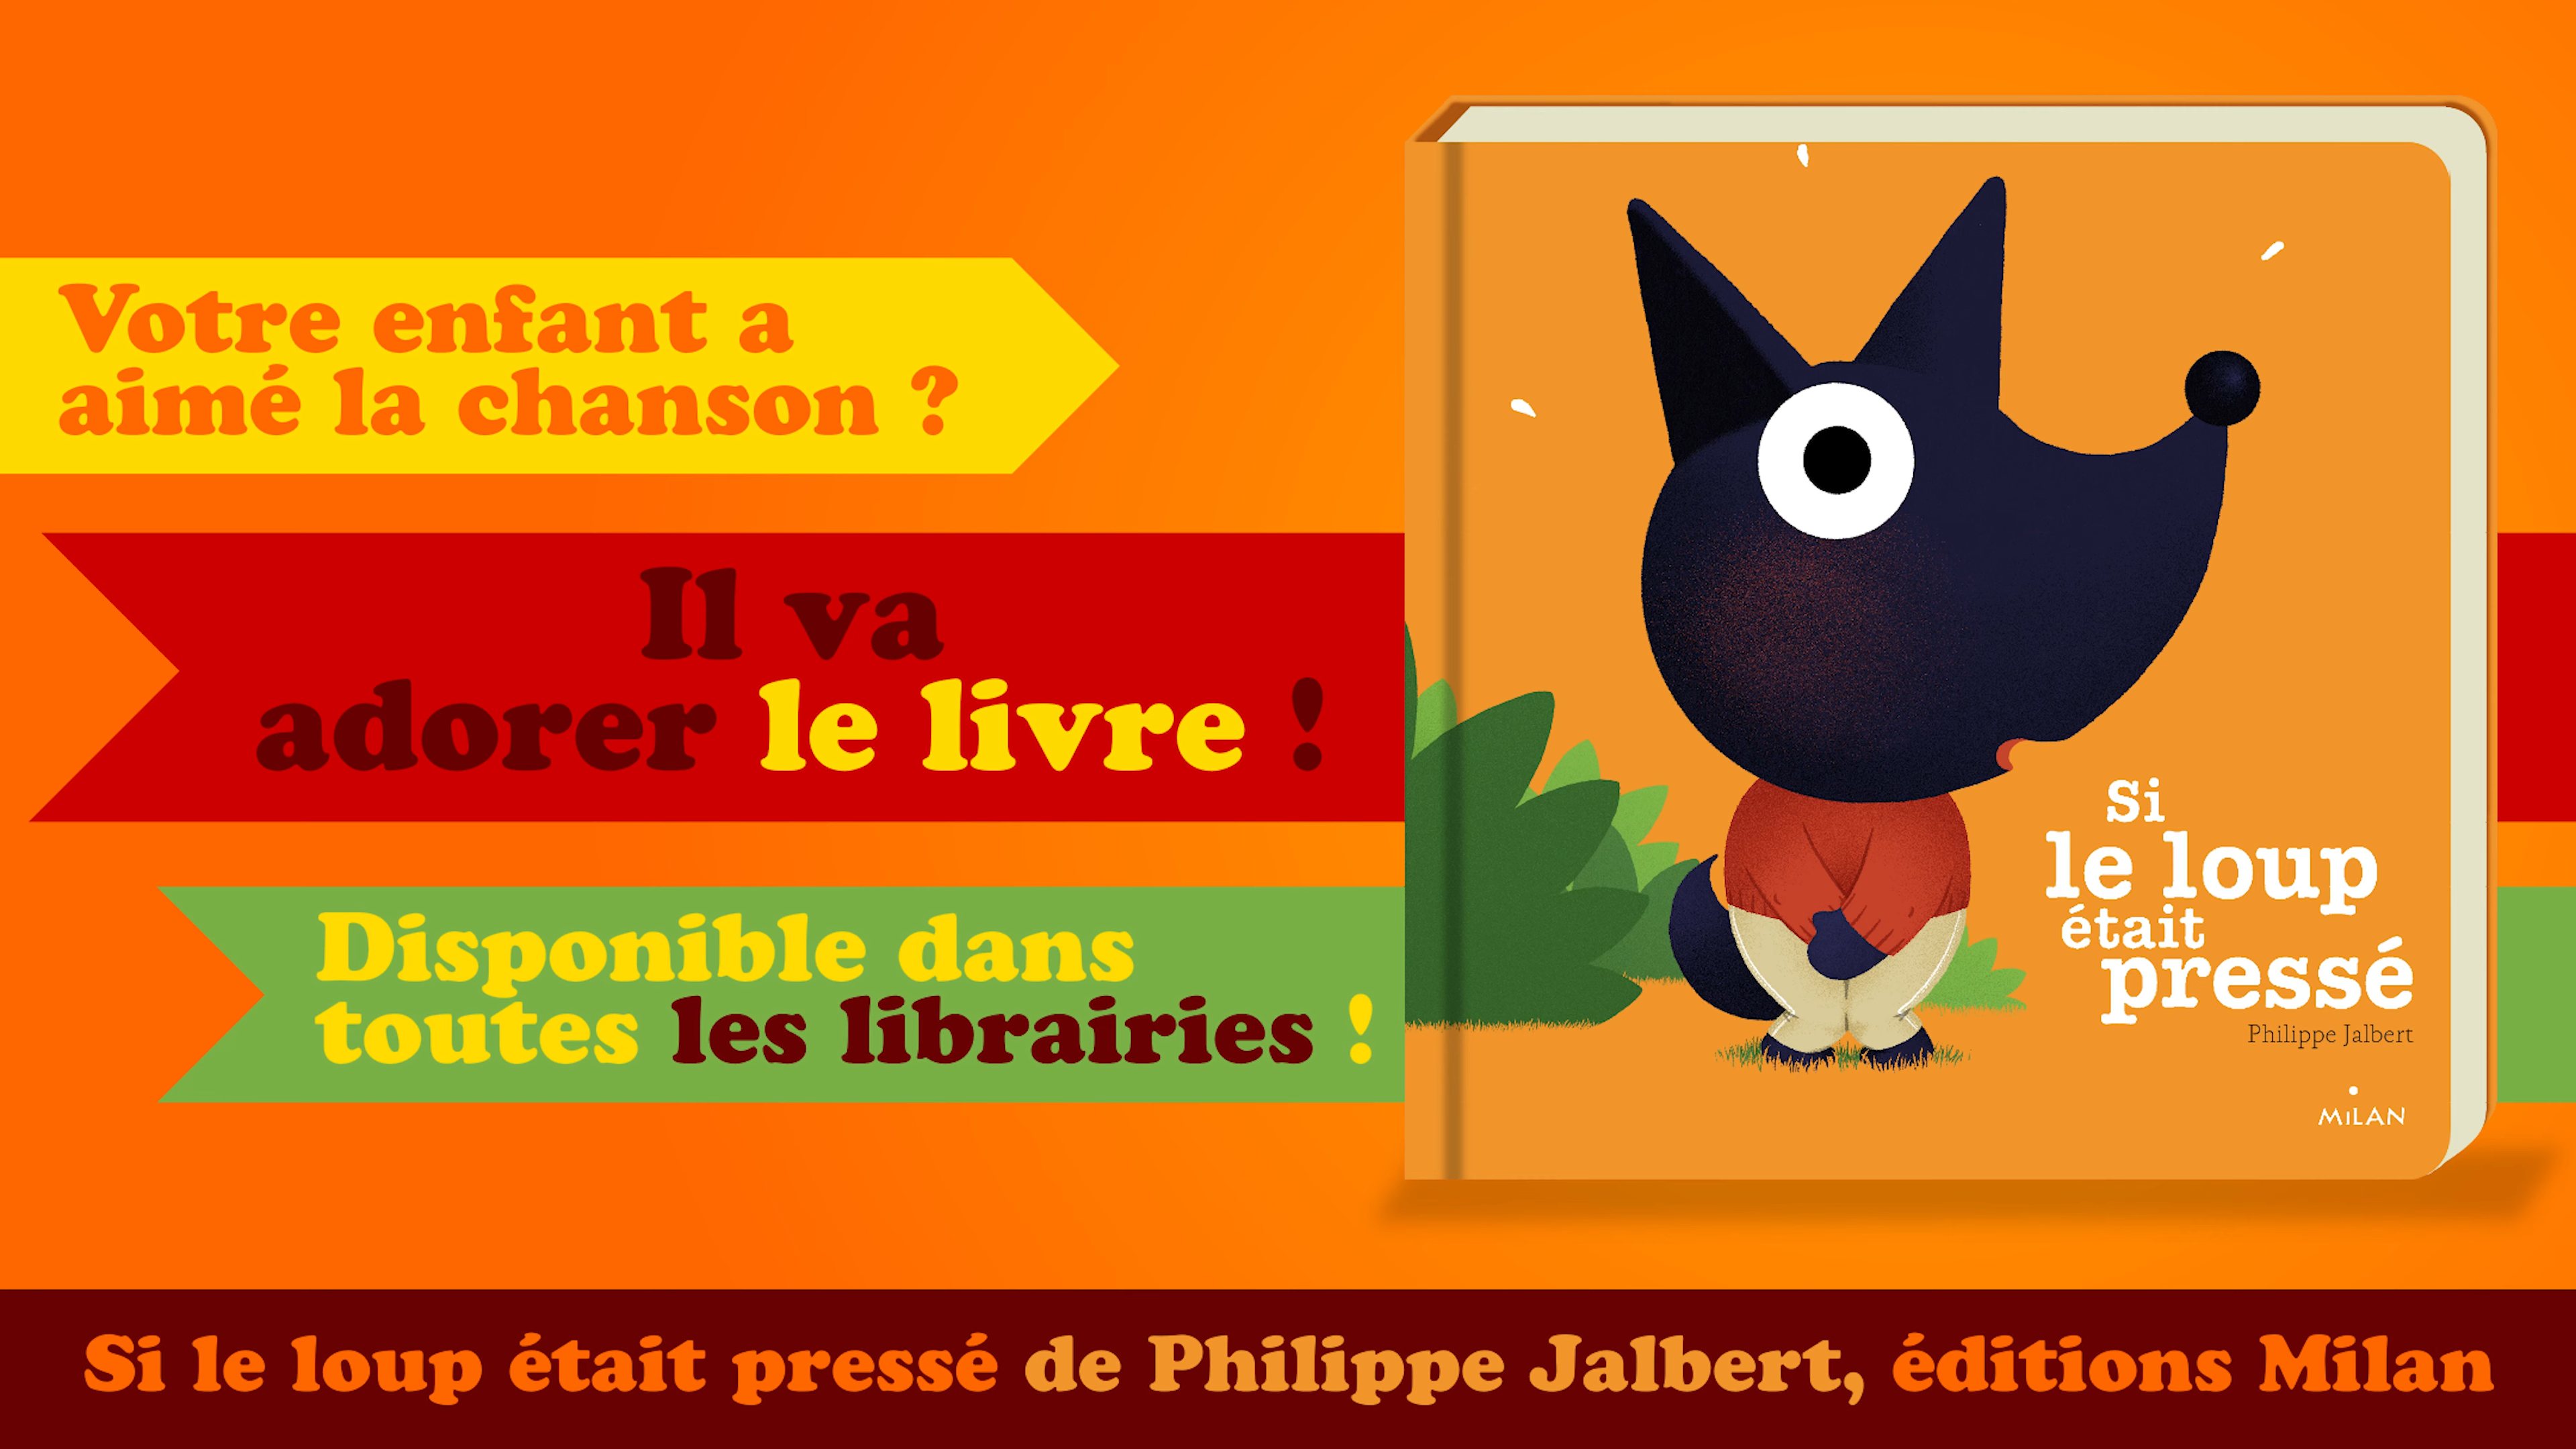 Votre enfant a
aimé la chanson ?
Il va
adorer le livre !
Disponible dans
toutes les librairies !
Si
le loup
était
pressé
Philippe Jalbert
MiLAN
Si le loup était pressé de Philippe Jalbert, éditions Milan